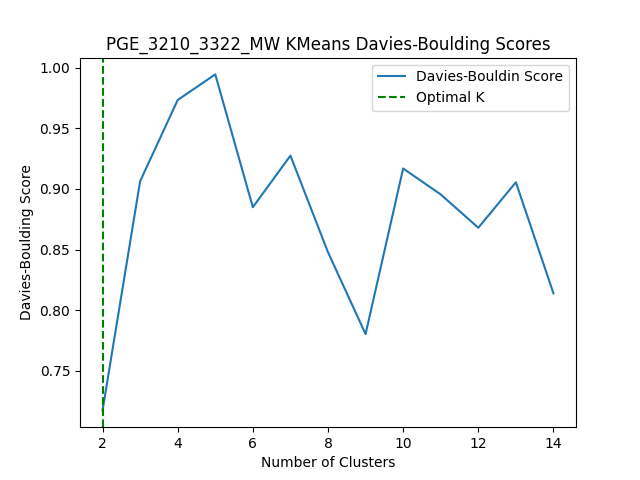 PGE_3210_3322_MW KMeans Davies-Boulding Scores
Davies-Bouldin Score
Optimal K
1.00
0.95
0.90
0.85
0.80
0.75
Davies-Boulding Score
2 4 6 8 10 12 14
Number of Clusters